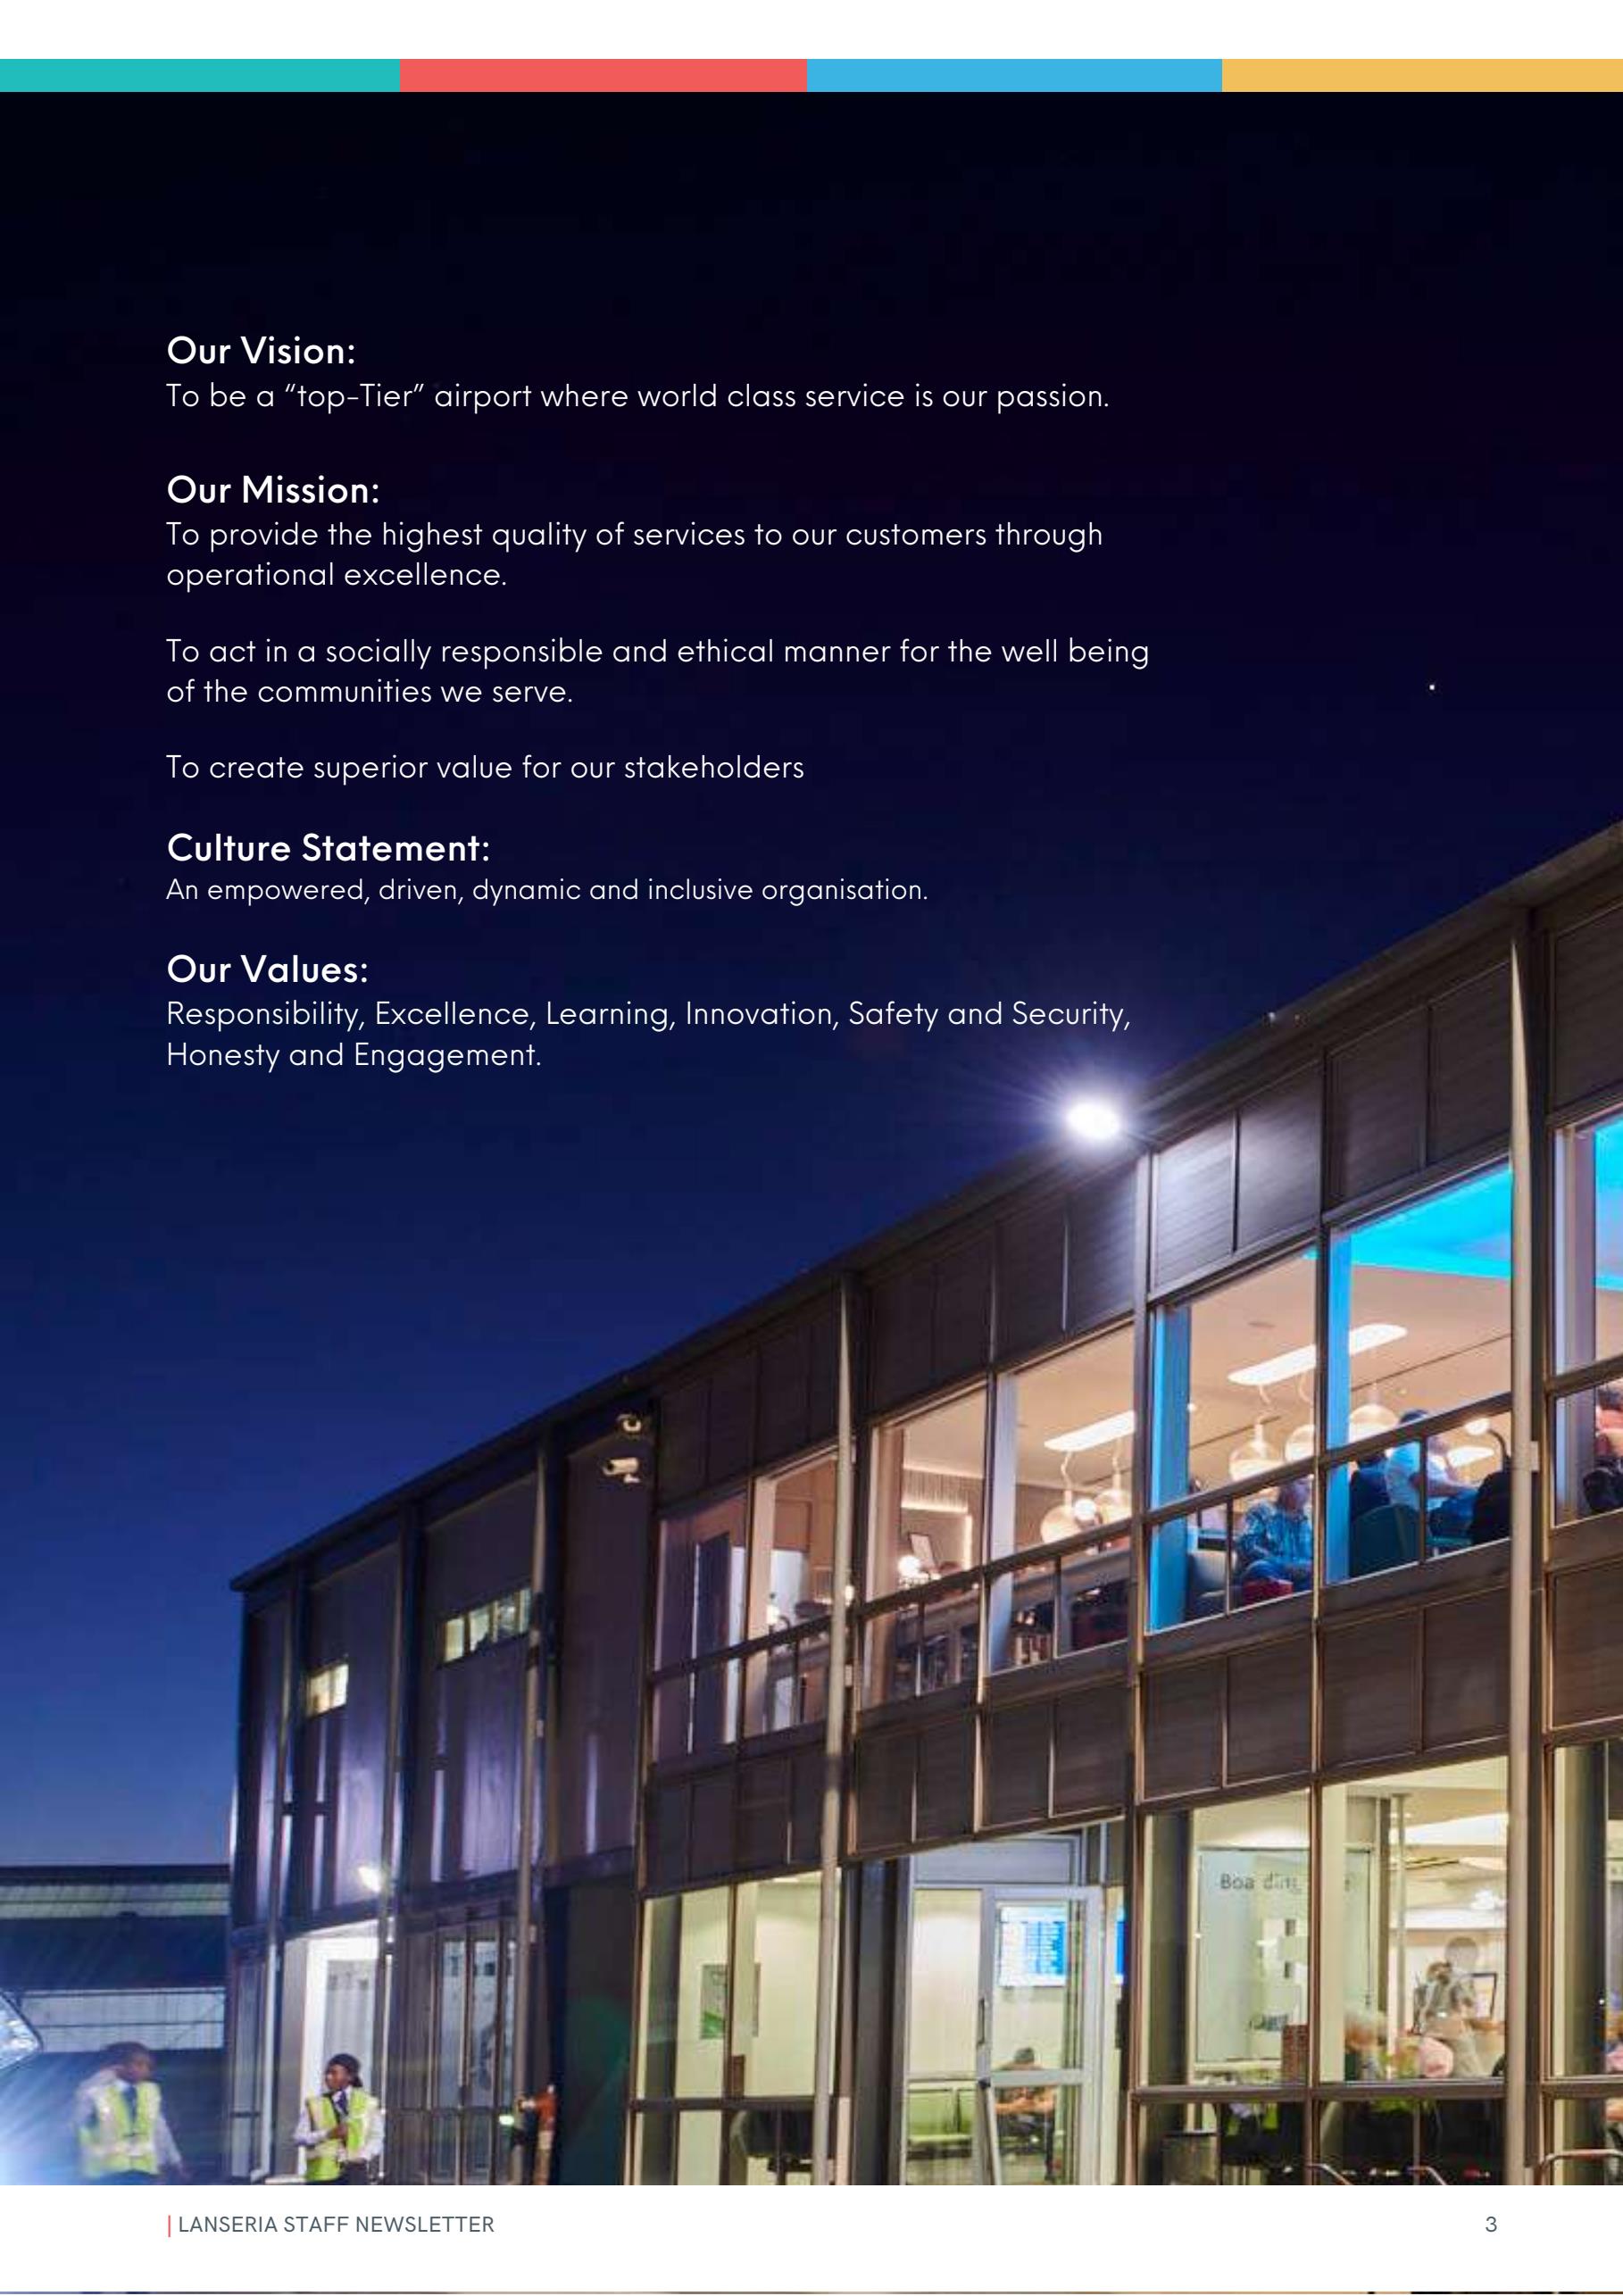 Our Vision:
To be a “top-Tier” airport where world class service is our passion.
Our Mission:
To provide the highest quality of services to our customers through
operational excellence.
To act in a socially responsible and ethical manner for the well being
of the communities we serve.
To create superior value for our stakeholders
Culture Statement:
An empowered, driven, dynamic and inclusive organisation.
Our Values:
Responsibility, Excellence, Learning, Innovation, Safety and Security,
Honesty and Engagement.
| LANSERIA STAFF NEWSLETTER
3